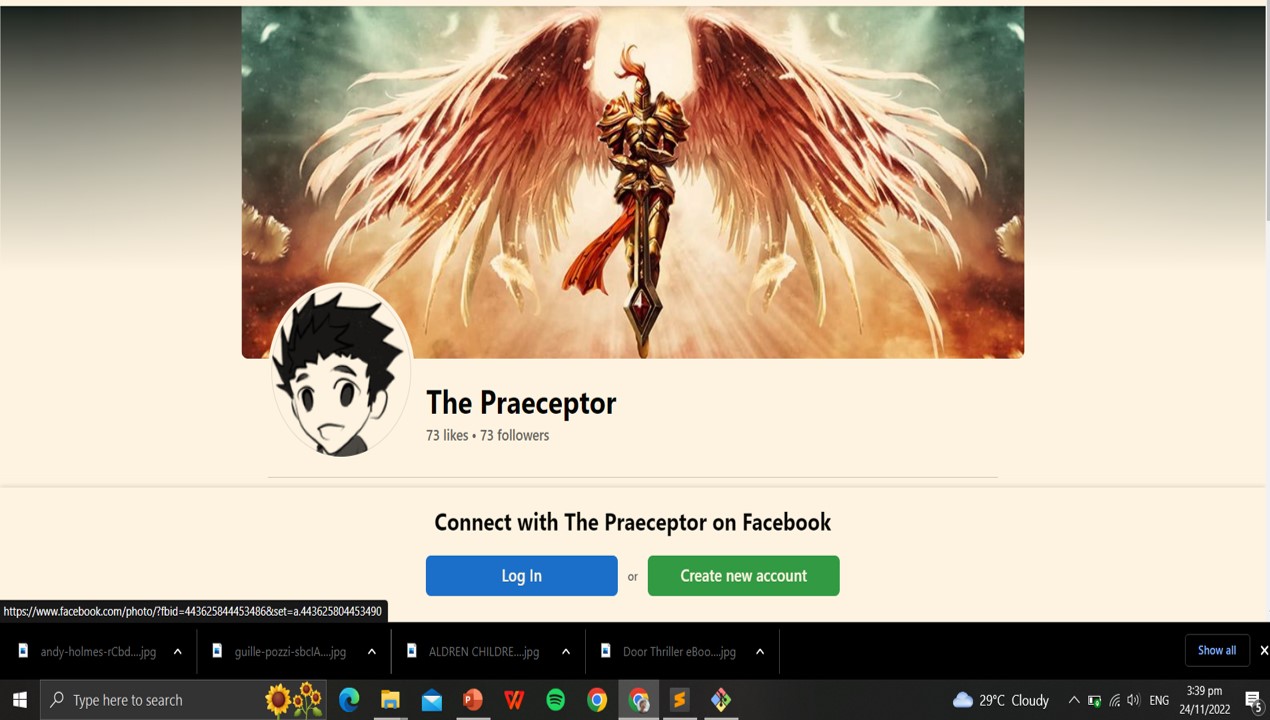 The Praeceptor
73 likes • 73 followers
Connect with The Praeceptor on Facebook
Log In
or
Create new account
https://www.facebook.com/photo/?fbid=443625844453486&set=a.443625804453490
andy-holmes-rCbd....jpg
guille-pozzi-sbcIA....jpg
ALDREN CHILDRE....jpg
Door Thriller eBoo....jpg
Show all
Type here to search
29°C Cloudy
ENG
3:39 pm
24/11/2022
5